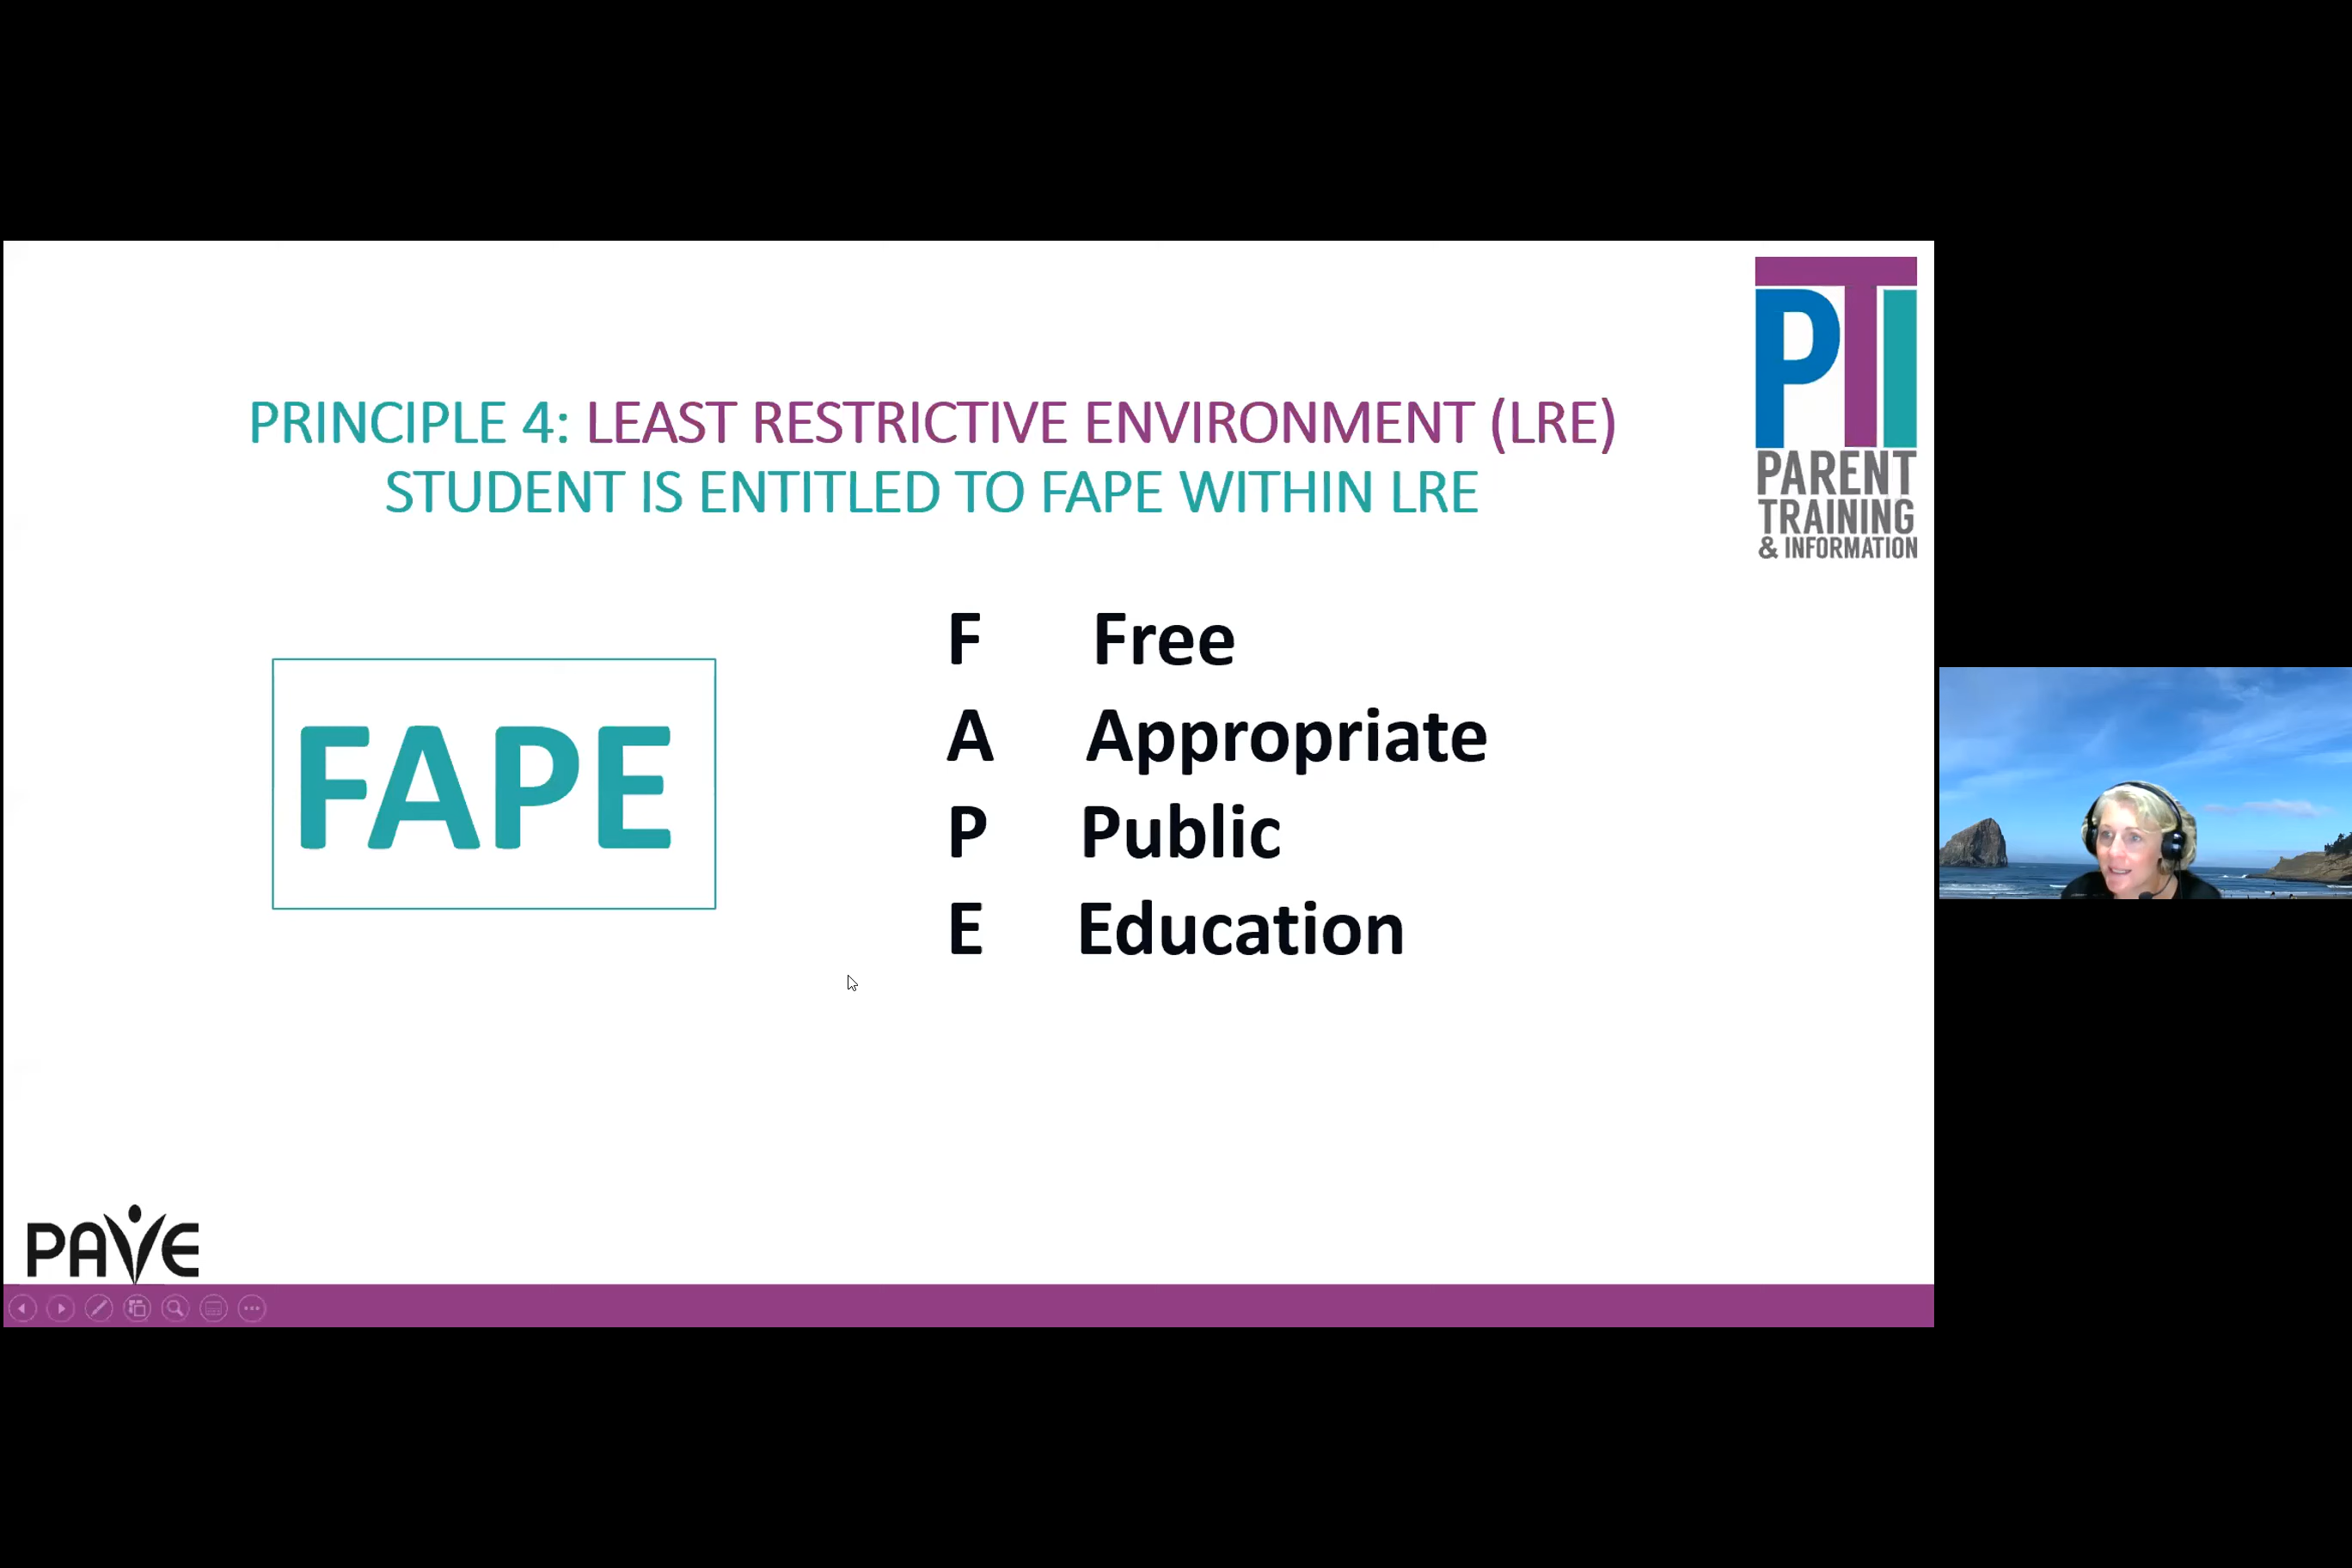 PRINCIPLE 4: LEAST RESTRICTIVE ENVIRONMENT (LRE)
STUDENT IS ENTITLED TO FAPE WITHIN LRE
PTI
PARENT
TRAINING
& INFORMATION
FAPE
F Free
A Appropriate
P Public
E Education
PAVE